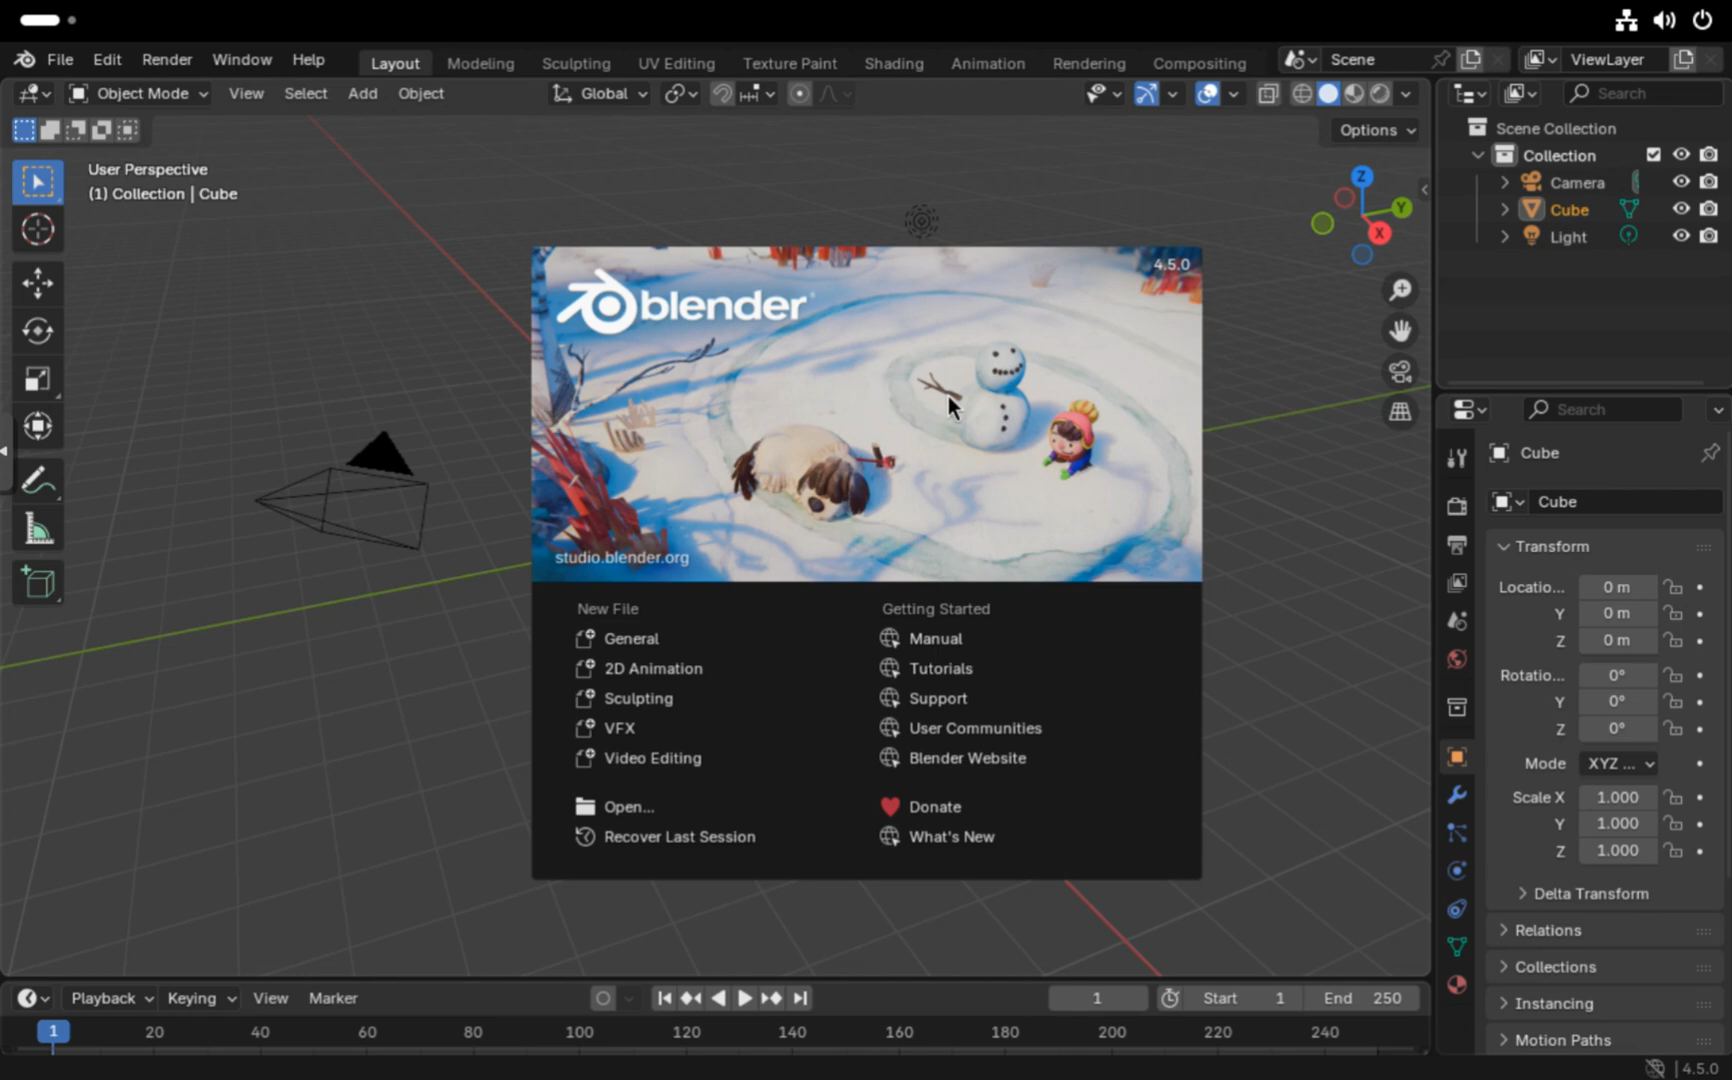 File Edit Render Window Help Layout Modeling Sculpting UV Editing Texture Paint Shading Animation Rendering Compositing Scene ViewLayer
Object Mode View Select Add Object Global Search
Options
User Perspective
(1) Collection | Cube
Z
Y
X
Scene Collection
Collection
Camera
Cube
Light
4.5.0
blender
studio.blender.org
New File
General
2D Animation
Sculpting
VFX
Video Editing
Open...
Recover Last Session
Getting Started
Manual
Tutorials
Support
User Communities
Blender Website
Donate
What's New
Search
Cube
Cube
Transform
Locatio... 0 m
Y 0 m
Z 0 m
Rotatio... 0°
Y 0°
Z 0°
Mode XYZ ...
Scale X 1.000
Y 1.000
Z 1.000
Delta Transform
Relations
Collections
Instancing
Motion Paths
Playback Keying View Marker 1 Start 1 End 250
1 20 40 60 80 100 120 140 160 180 200 220 240
4.5.0